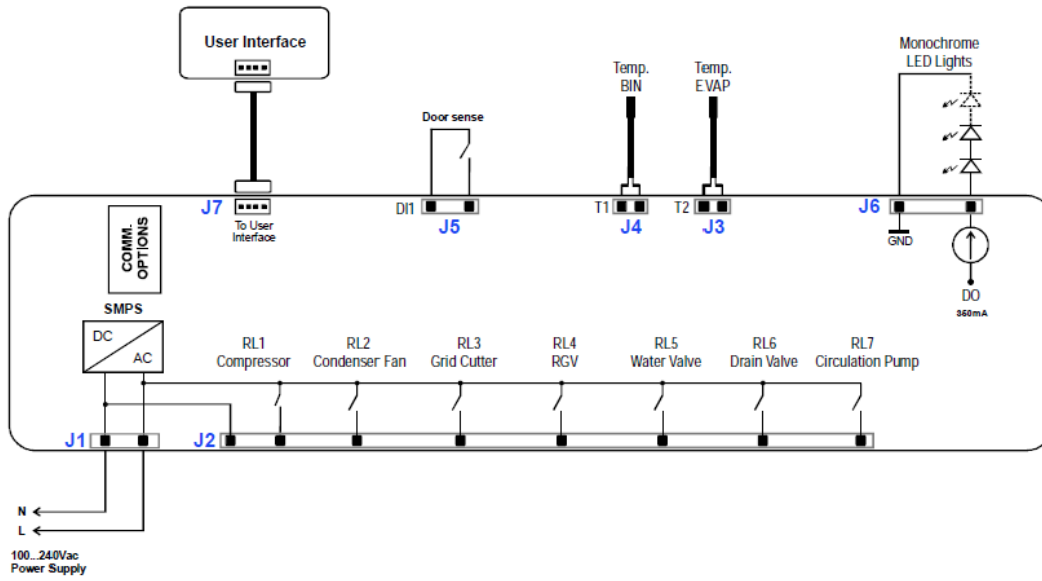 User Interface
Monochrome
LED Lights
Temp.
BIN
Temp.
EVAP
Door sense
J7
To User
Interface
DI1
J5
T1
J4
T2
J3
J6
GND
DO
350mA
COMM.
OPTIONS
SMPS
DC
AC
RL1
Compressor
RL2
Condenser Fan
RL3
Grid Cutter
RL4
RGV
RL5
Water Valve
RL6
Drain Valve
RL7
Circulation Pump
J1
J2
N
L
100...240Vac
Power Supply